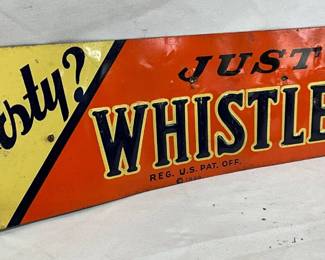 rsty?
JUST
WHISTLE
REG. U.S. PAT. OFF.
©